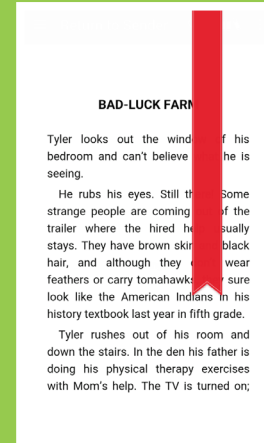 BAD-LUCK FARM
Tyler looks out the window of his
bedroom and can't believe he is
seeing.
He rubs his eyes. Still there. Some
strange people are coming of the
trailer where the hired usually
stays. They have brown skin black
hair, and although they wear
feathers or carry tomahawks, sure
look like the American Indians in his
history textbook last year in fifth grade.
Tyler rushes out of his room and
down the stairs. In the den his father is
doing his physical therapy exercises
with Mom's help. The TV is turned on;